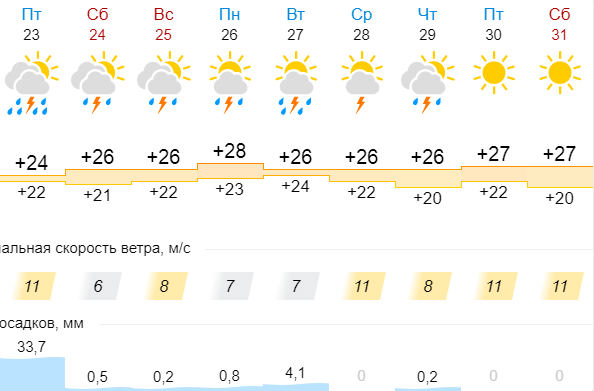 Пт Сб Вс Пн Вт Ср Чт Пт Сб
23 24 25 26 27 28 29 30 31
+24 +26 +26 +28 +26 +26 +26 +27 +27
+22 +21 +22 +23 +24 +22 +20 +22 +20
альная скорость ветра, м/с
11 6 8 7 7 11 8 11 11
осадков, мм
33,7 0,5 0,2 0,8 4,1 0 0,2 0 0